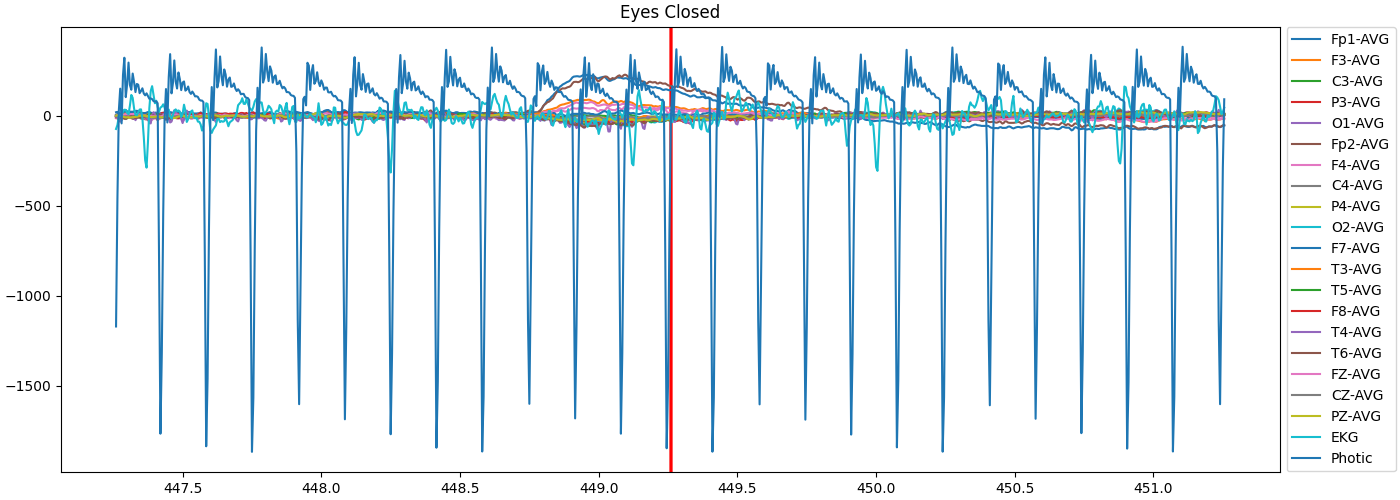 Eyes Closed
0
−500
−1000
−1500
447.5 448.0 448.5 449.0 449.5 450.0 450.5 451.0
Fp1-AVG
F3-AVG
C3-AVG
P3-AVG
O1-AVG
Fp2-AVG
F4-AVG
C4-AVG
P4-AVG
O2-AVG
F7-AVG
T3-AVG
T5-AVG
F8-AVG
T4-AVG
T6-AVG
FZ-AVG
CZ-AVG
PZ-AVG
EKG
Photic